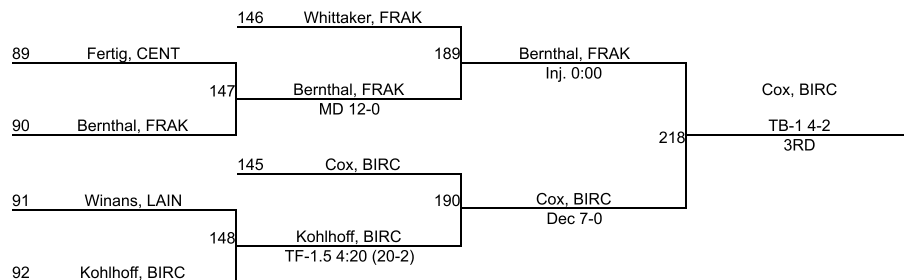 146 Whittaker, FRAK
89 Fertig, CENT
189 Bernthal, FRAK
Inj. 0:00
147 Bernthal, FRAK
MD 12-0
Cox, BIRC
90 Bernthal, FRAK
TB-1 4-2
218
3RD
145 Cox, BIRC
91 Winans, LAIN
190 Cox, BIRC
Dec 7-0
148 Kohlhoff, BIRC
TF-1.5 4:20 (20-2)
92 Kohlhoff, BIRC